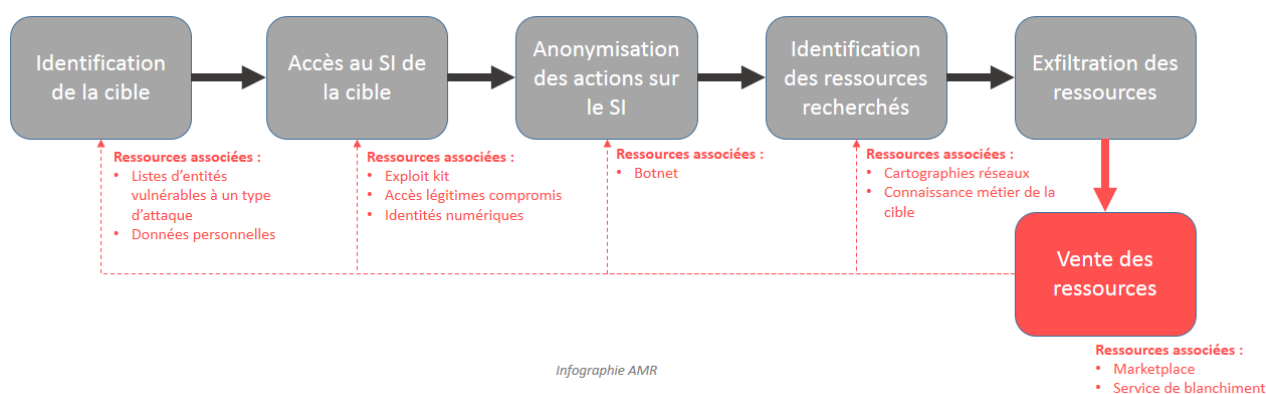 Identification
de la cible
Accès au SI de
la cible
Anonymisation
des actions sur
le SI
Identification
des ressources
recherchés
Exfiltration des
ressources
Ressources associées :
• Listes d'entités
vulnérables à un type
d'attaque
• Données personnelles
Ressources associées :
• Exploit kit
• Accès légitimes compromis
• Identités numériques
Ressources associées :
• Botnet
Ressources associées :
• Cartographies réseaux
• Connaissance métier de la
cible
Vente des
ressources
Ressources associées :
• Marketplace
• Service de blanchiment
Infographie AMR